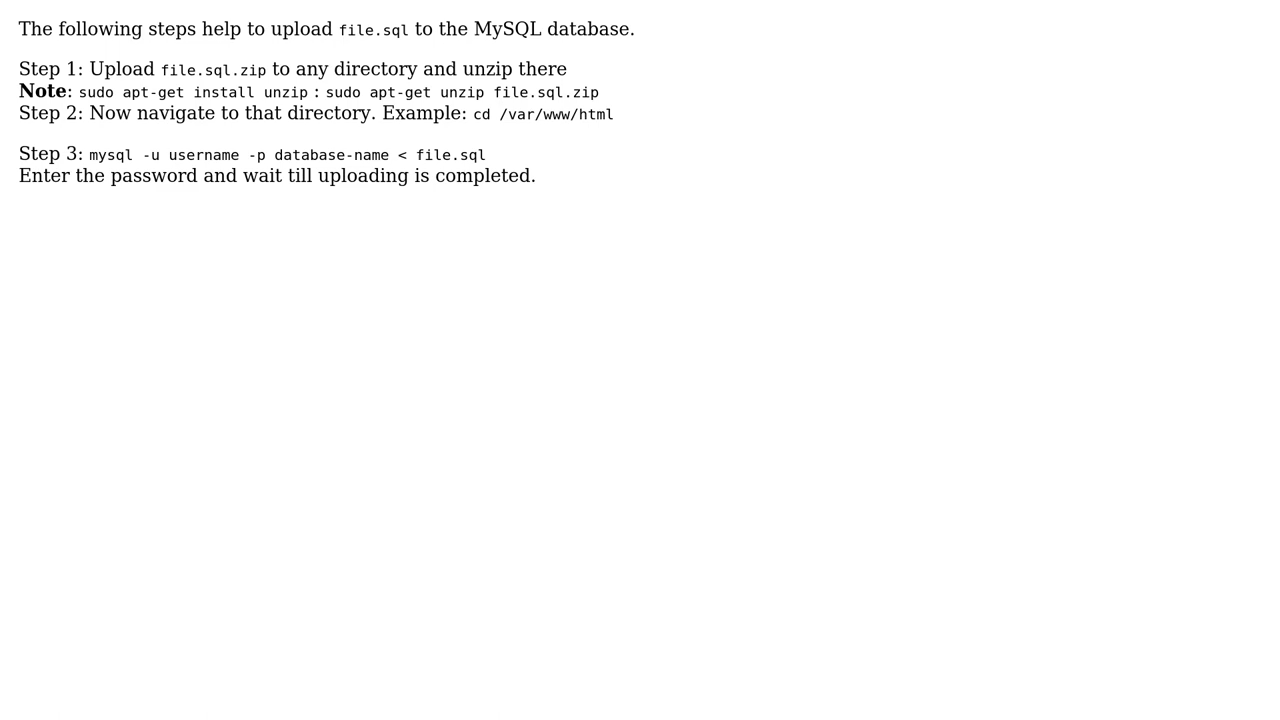 The following steps help to upload file.sql to the MySQL database.
Step 1: Upload file.sql.zip to any directory and unzip there
Note: sudo apt-get install unzip : sudo apt-get unzip file.sql.zip
Step 2: Now navigate to that directory. Example: cd /var/www/html
Step 3: mysql -u username -p database-name < file.sql
Enter the password and wait till uploading is completed.